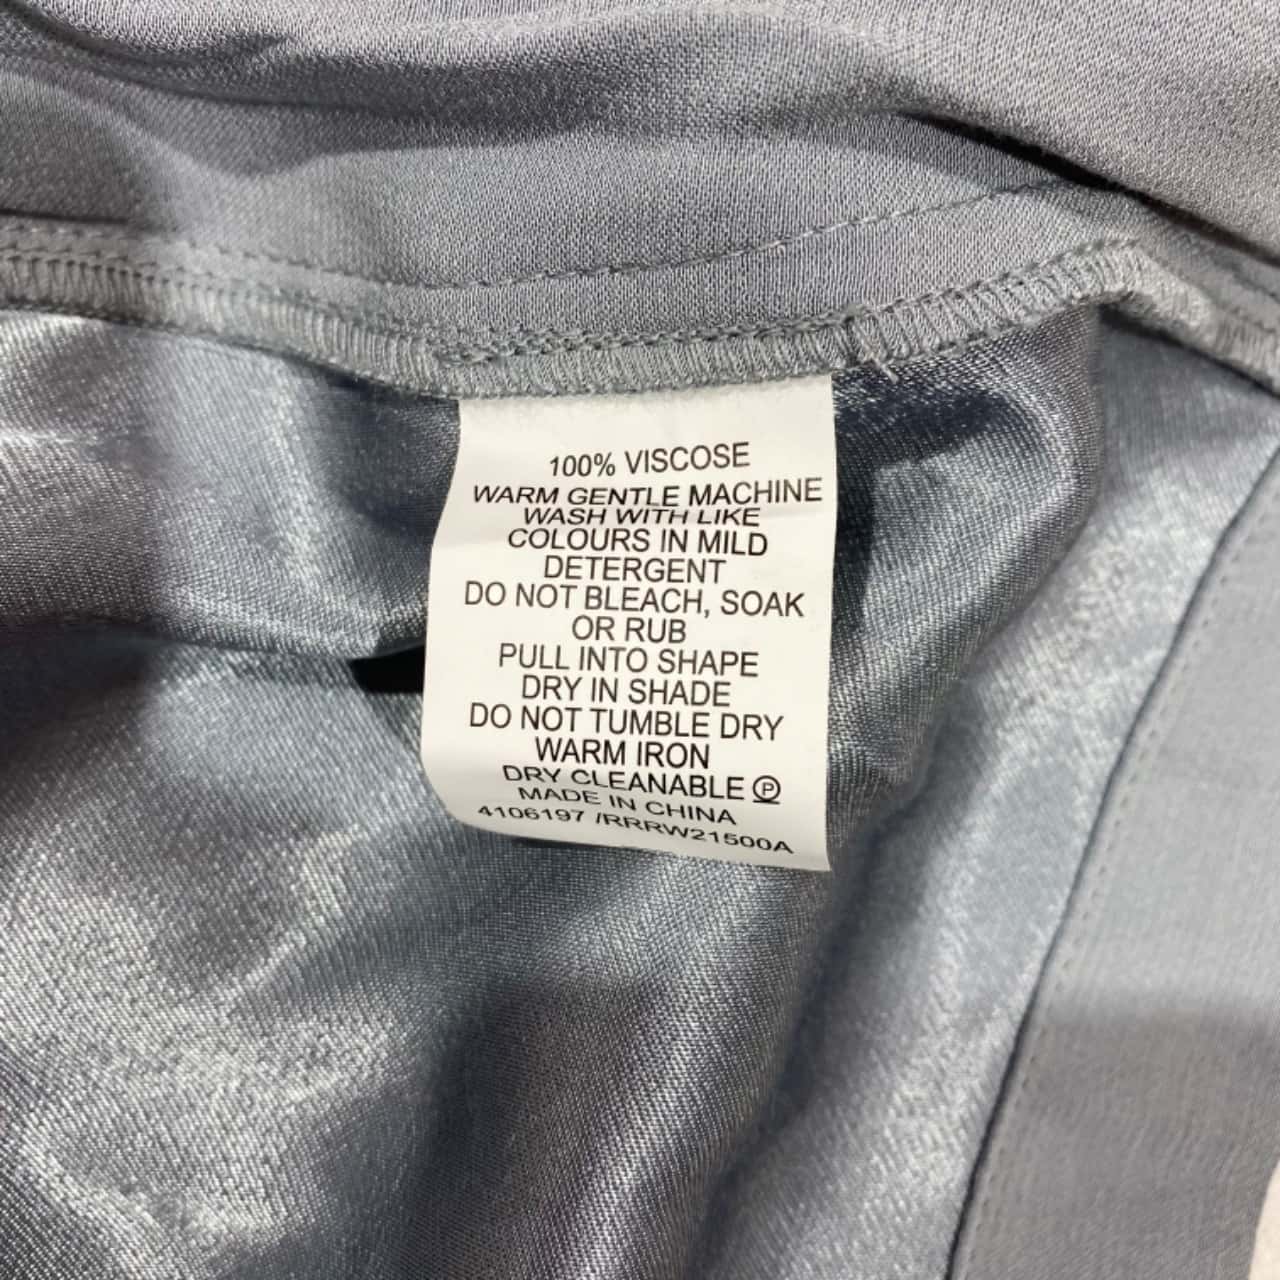 100% VISCOSE
WARM GENTLE MACHINE
WASH WITH LIKE
COLOURS IN MILD
DETERGENT
DO NOT BLEACH, SOAK
OR RUB
PULL INTO SHAPE
DRY IN SHADE
DO NOT TUMBLE DRY
WARM IRON
DRY CLEANABLE Ⓟ
MADE IN CHINA
4106197 /RRRW21500A